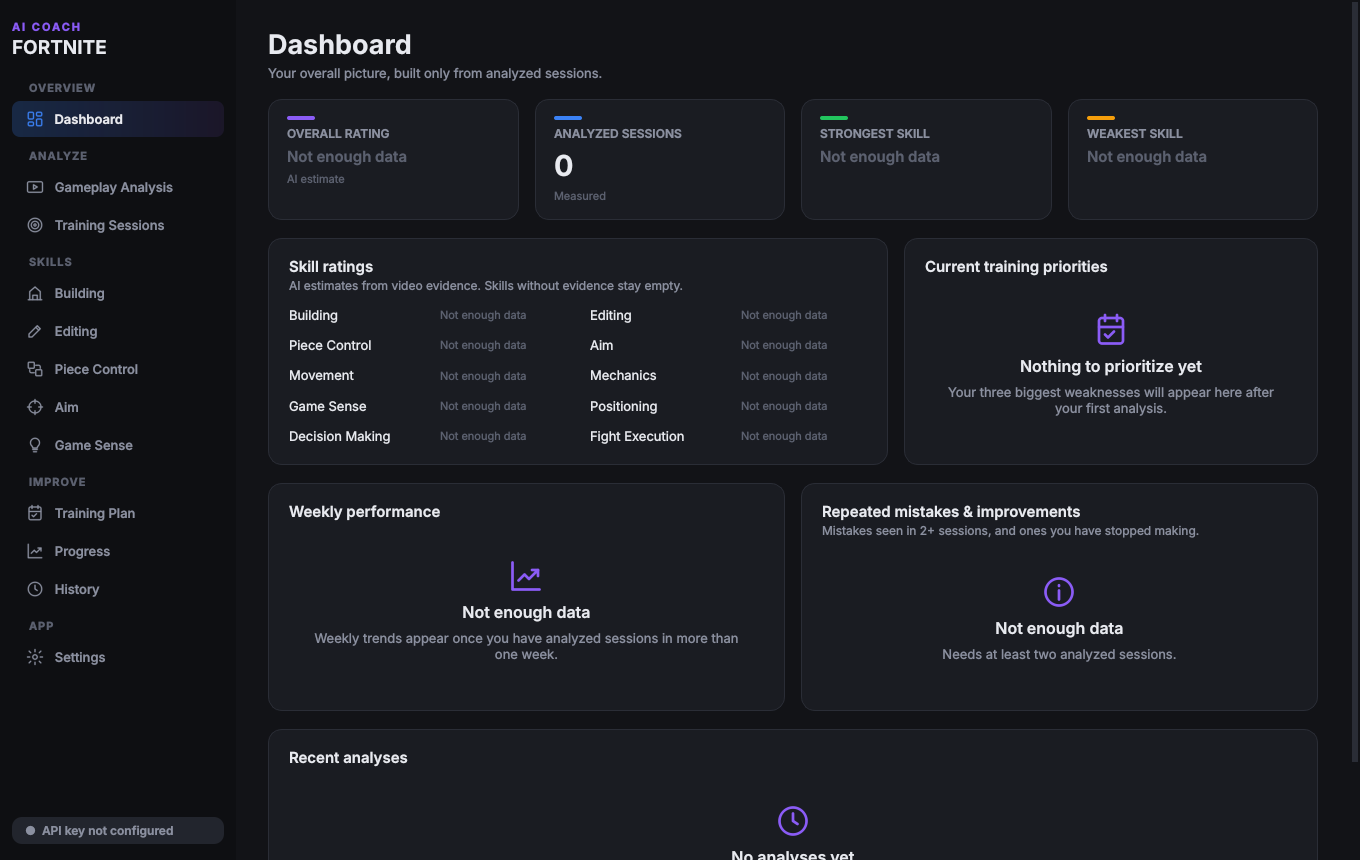 AI COACH
FORTNITE
OVERVIEW
Dashboard
ANALYZE
Gameplay Analysis
Training Sessions
SKILLS
Building
Editing
Piece Control
Aim
Game Sense
IMPROVE
Training Plan
Progress
History
APP
Settings
API key not configured
Dashboard
Your overall picture, built only from analyzed sessions.
OVERALL RATING
Not enough data
AI estimate
ANALYZED SESSIONS
0
Measured
STRONGEST SKILL
Not enough data
WEAKEST SKILL
Not enough data
Skill ratings
AI estimates from video evidence. Skills without evidence stay empty.
Building Not enough data Editing Not enough data
Piece Control Not enough data Aim Not enough data
Movement Not enough data Mechanics Not enough data
Game Sense Not enough data Positioning Not enough data
Decision Making Not enough data Fight Execution Not enough data
Current training priorities
Nothing to prioritize yet
Your three biggest weaknesses will appear here after
your first analysis.
Weekly performance
Not enough data
Weekly trends appear once you have analyzed sessions in more than
one week.
Repeated mistakes & improvements
Mistakes seen in 2+ sessions, and ones you have stopped making.
Not enough data
Needs at least two analyzed sessions.
Recent analyses
No analyses yet